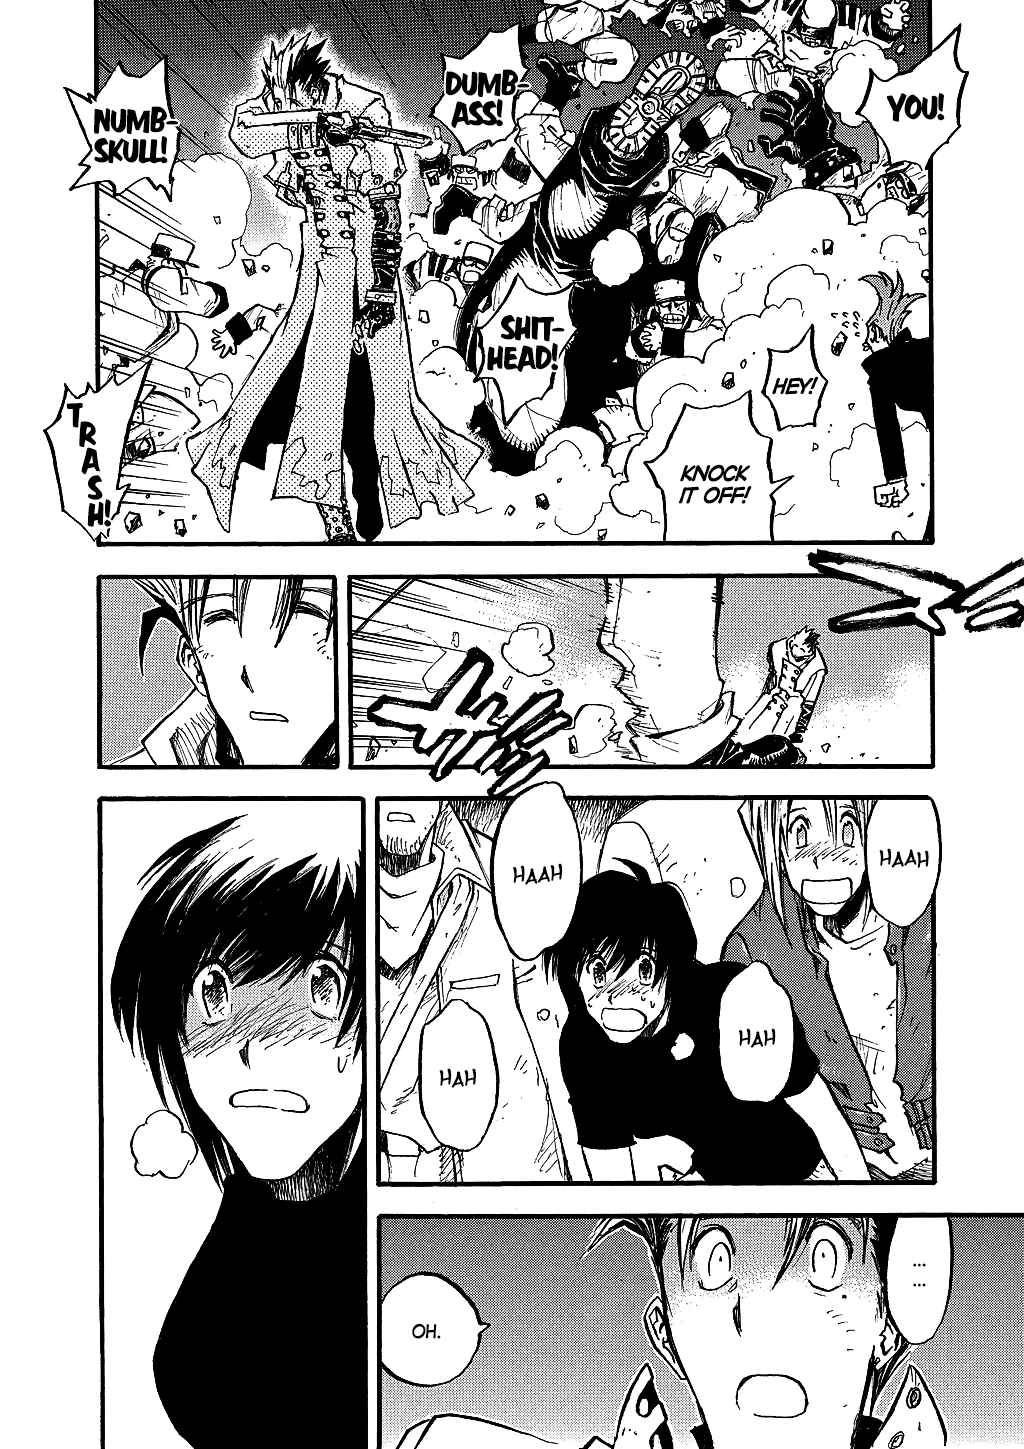 YOU!
DUMB-
ASS!
NUMB-
SKULL!
SHIT-
HEAD!
HEY!
KNOCK
IT OFF!
TRASH!
HAAH
HAAH
HAH
HAH
...
...
OH.